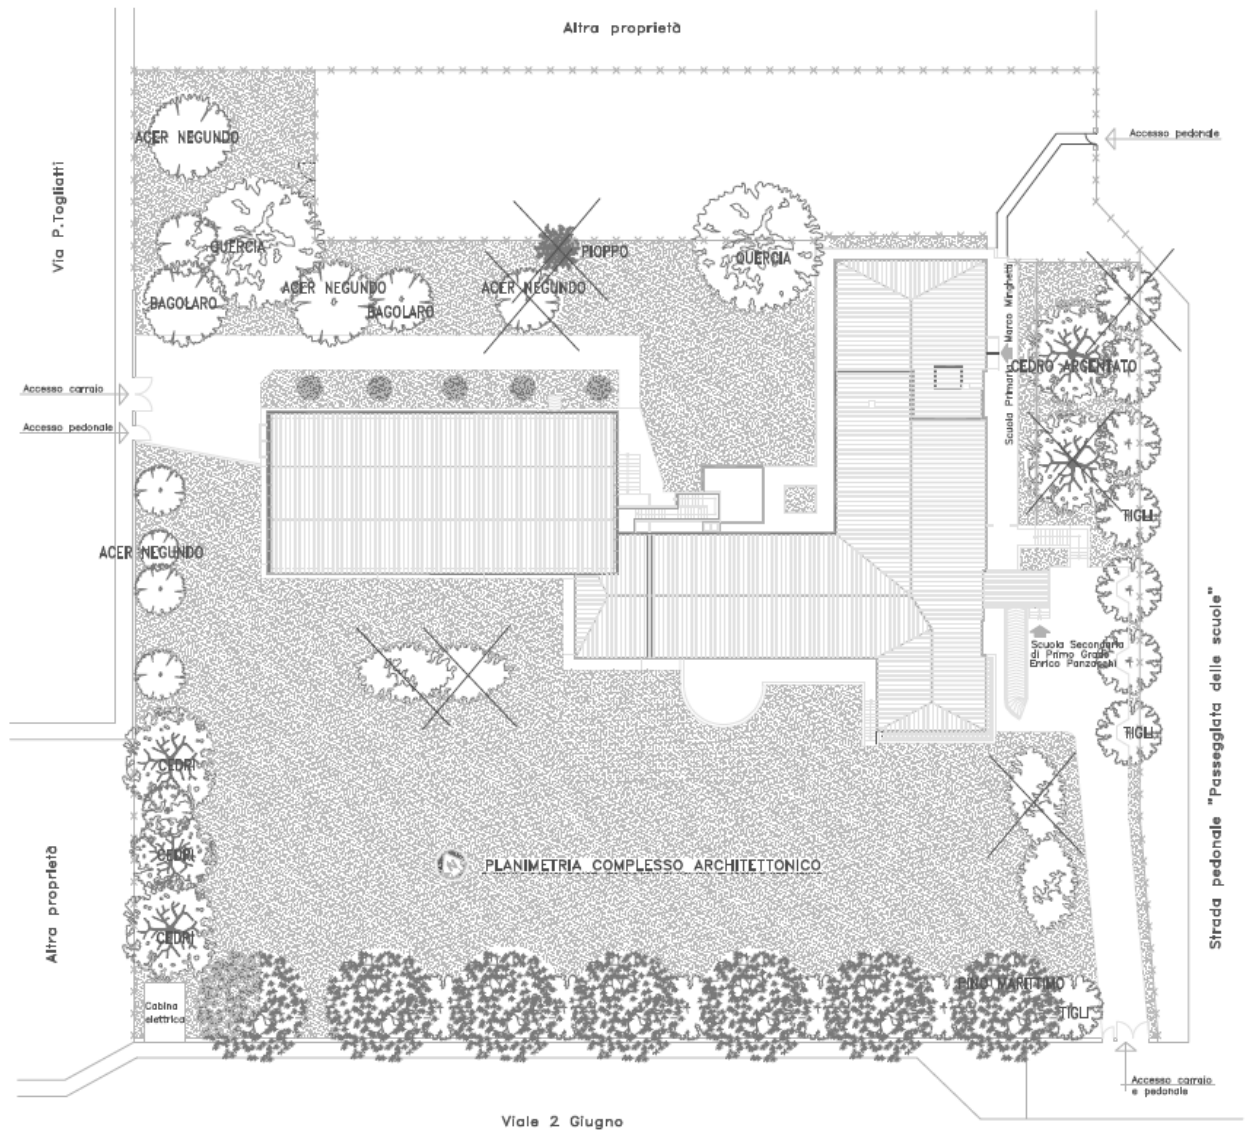 Altra proprietà
Accesso pedonale
ACER NEGUNDO
Via P.Togliatti
QUERCIA
PIOPPO
QUERCIA
ACER NEGUNDO
ACER NEGUNDO
BAGOLARO
BAGOLARO
Scuola Primaria Marco Minghetti
CEDRO ARGENTATO
Accesso carraio
Accesso pedonale
TIGLI
ACER NEGUNDO
Scuola Secondaria
di Primo Grado
Enrico Panzacchi
Strada pedonale "Passeggiata delle scuole"
TIGLI
CEDRI
CEDRI
PLANIMETRIA COMPLESSO ARCHITETTONICO
Altra proprietà
CEDRI
PINO MARITTIMO
Cabina
elettrica
TIGLI
Accesso carraio
e pedonale
Viale 2 Giugno